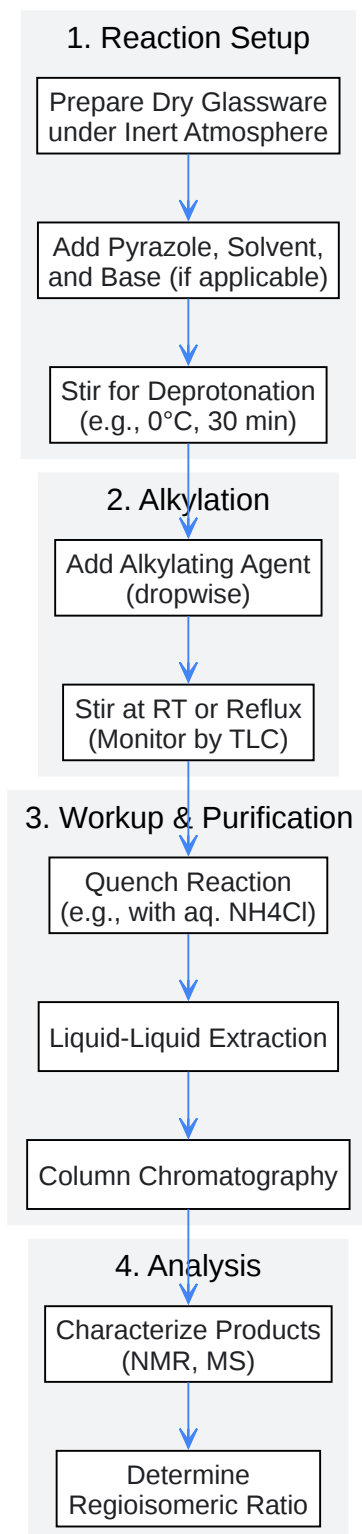 1. Reaction Setup
Prepare Dry Glassware
under Inert Atmosphere
Add Pyrazole, Solvent,
and Base (if applicable)
Stir for Deprotonation
(e.g., 0°C, 30 min)
2. Alkylation
Add Alkylating Agent
(dropwise)
Stir at RT or Reflux
(Monitor by TLC)
3. Workup & Purification
Quench Reaction
(e.g., with aq. NH4Cl)
Liquid-Liquid Extraction
Column Chromatography
4. Analysis
Characterize Products
(NMR, MS)
Determine
Regioisomeric Ratio